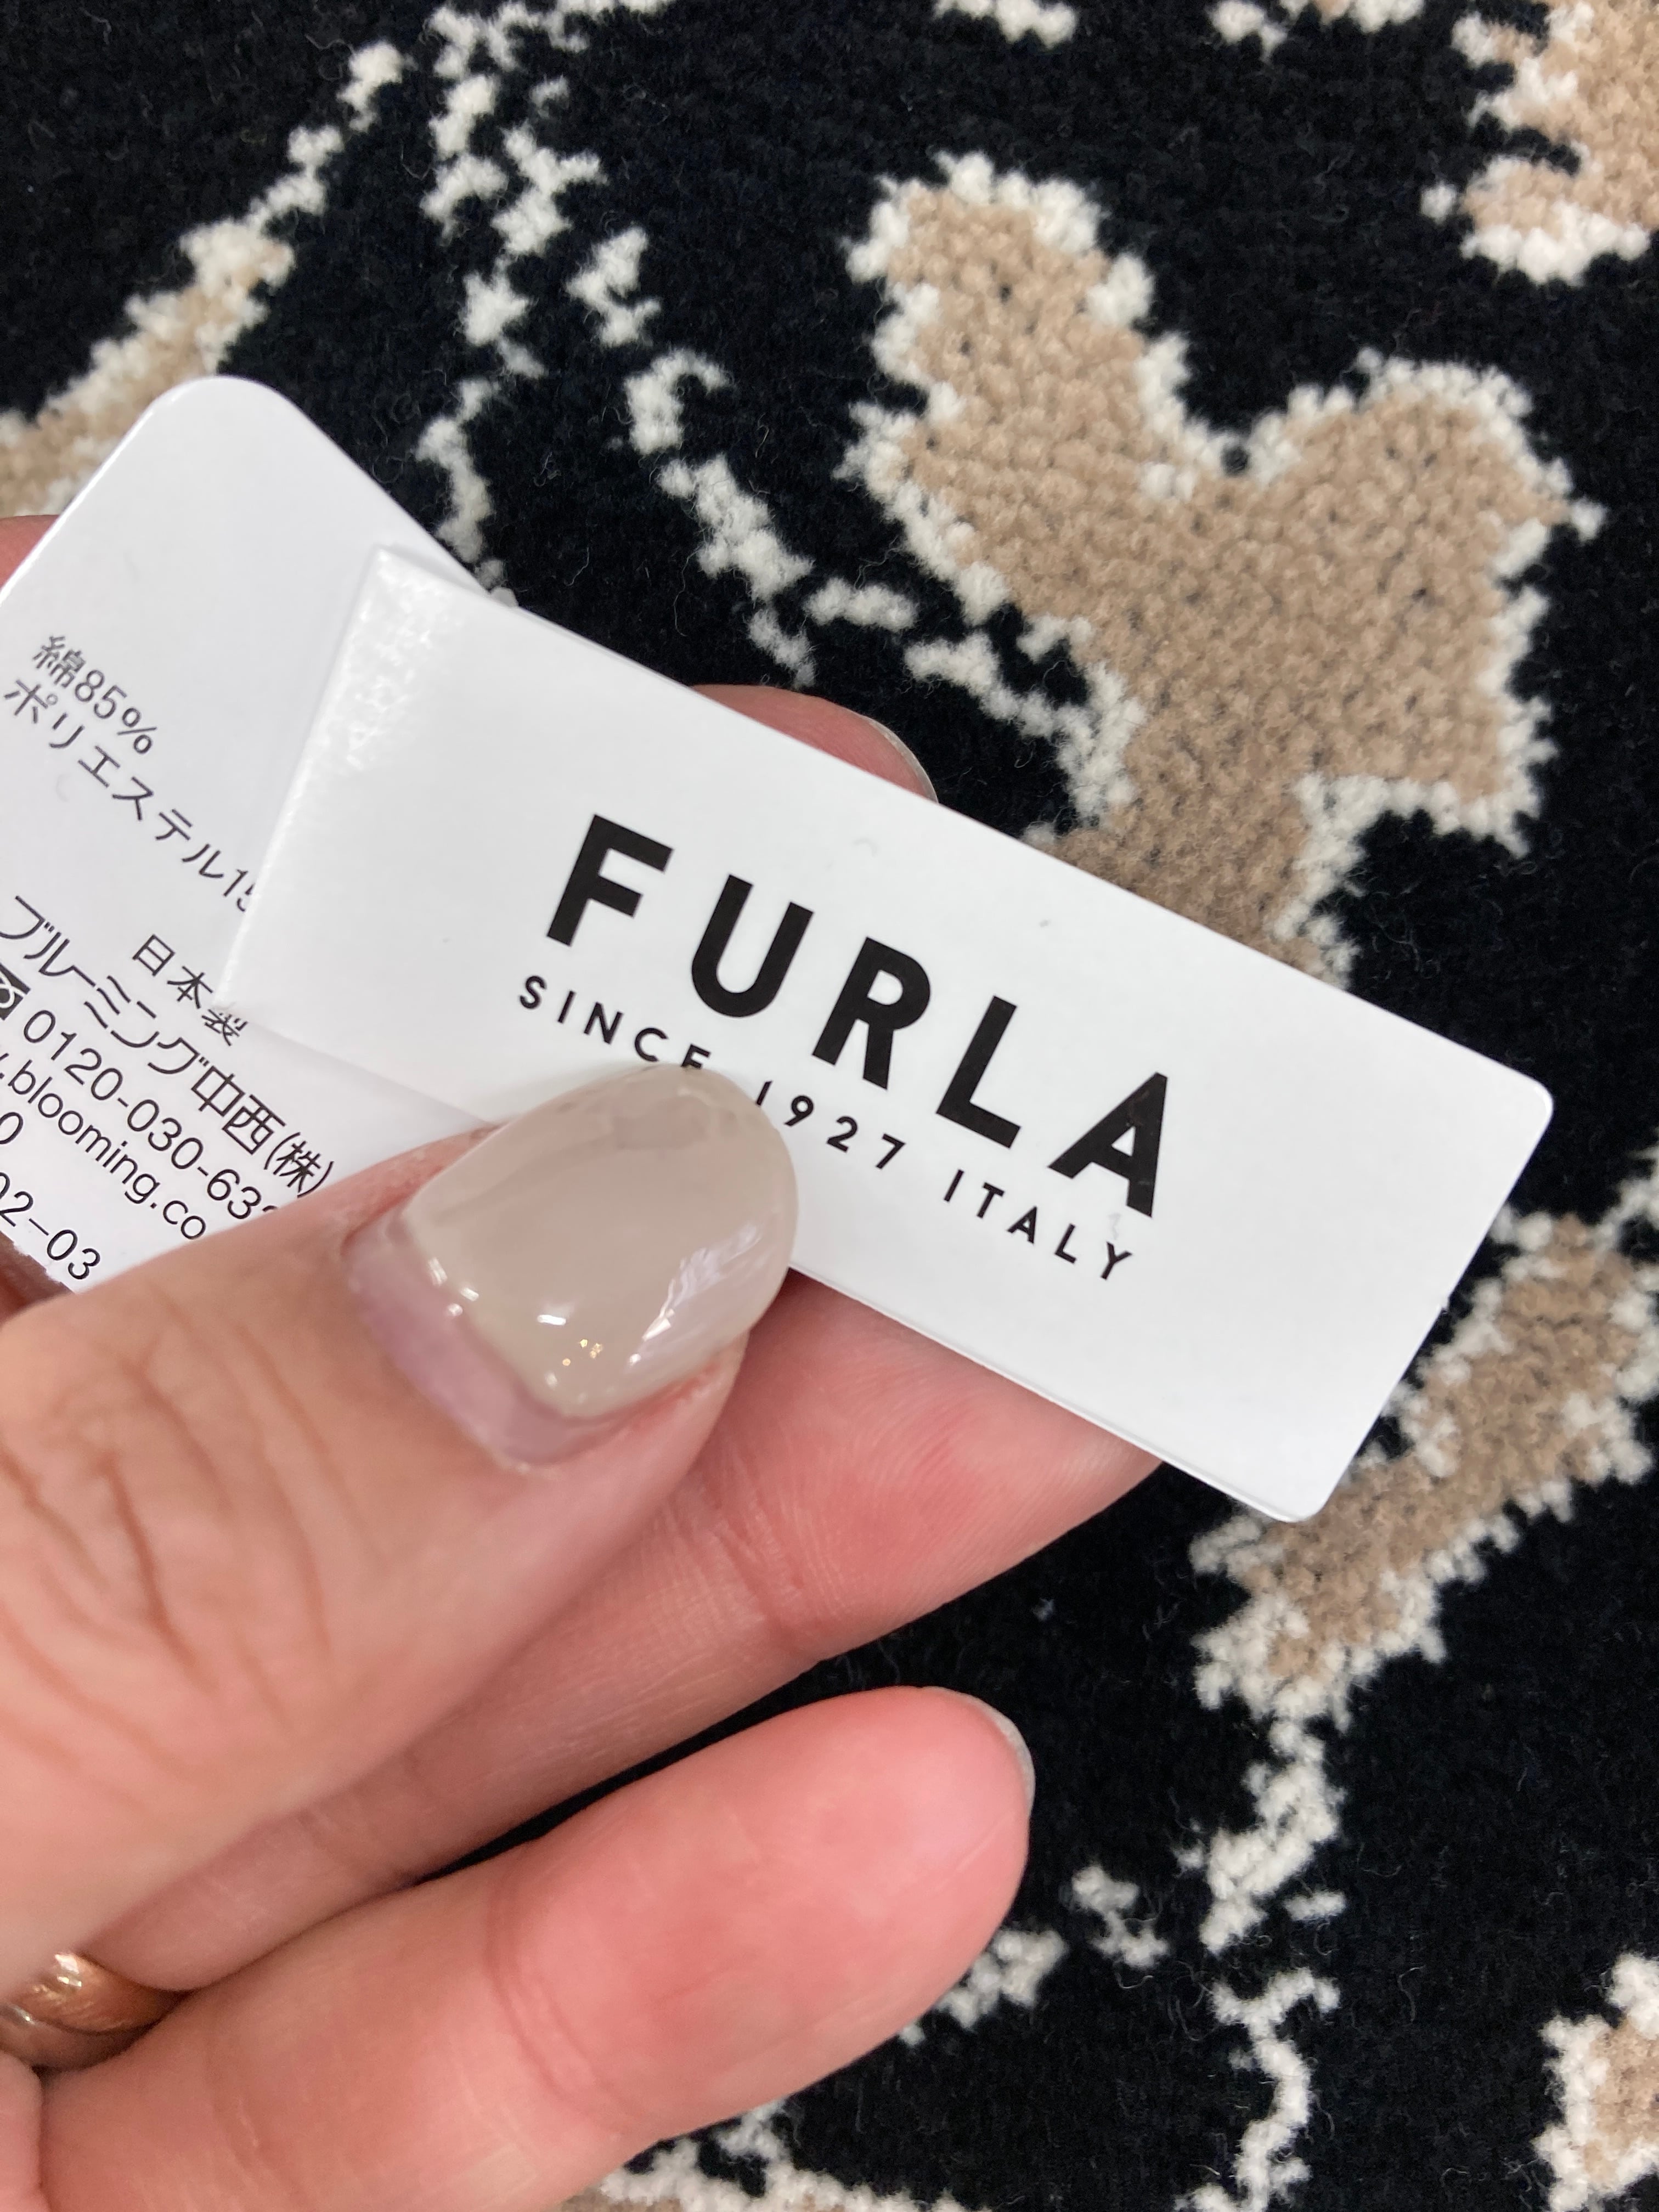 FURLA
SINCE 1927 ITALY
綿85%
ポリエステル15
日本製
ブルーミング中西(株)
0120-030-63
.blooming.co
0
02-03